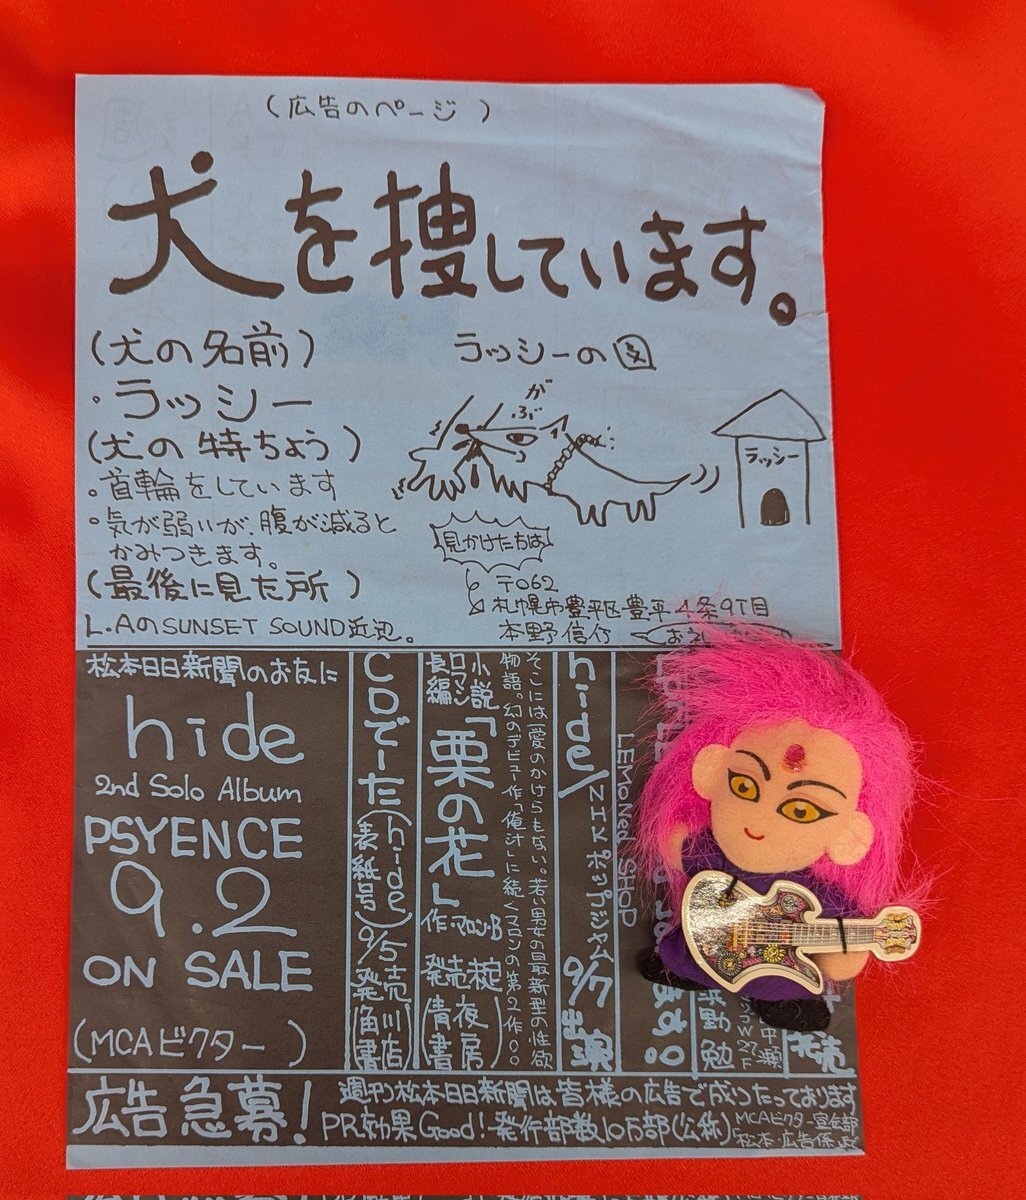 (広告のページ)
犬を捜しています。
(犬の名前)
・ラッシー
(犬の特ちょう)
。首輪をしています
。気が弱いが、腹が減ると
かみつきます。
(最後に見た所)
L.AのSUNSET SOUND近辺。
ラッシーの図
がぶ
ラッシー
見かけた方は
〒062
札幌市豊平区豊平4条9丁目
本野信行
松本日日新聞のお友に
hide
2nd Solo Album
PSYENCE
9.2
ON SALE
(MCAビクター)
CDでーた(hide表紙号)9/5発売(角川書店)
長編ロマン小説「栗の花」作・マロン・B 発売掟(青夜書房)
そこには一愛のかけらもない。若い男女の最新型の性欲
物語。幻のデビュー作「俺汁」に続くマロンの第2作○○
hide/ZHKポップジャム 9/7 出演
LEMONed SHOP
ます○○
勉
発売
広告急募!
週刊松本日日新聞は皆様の広告で成りたっております
PR効果Good!発行部数10万部(公称)
MCAビクター宣伝部
「松本・広告係」まで